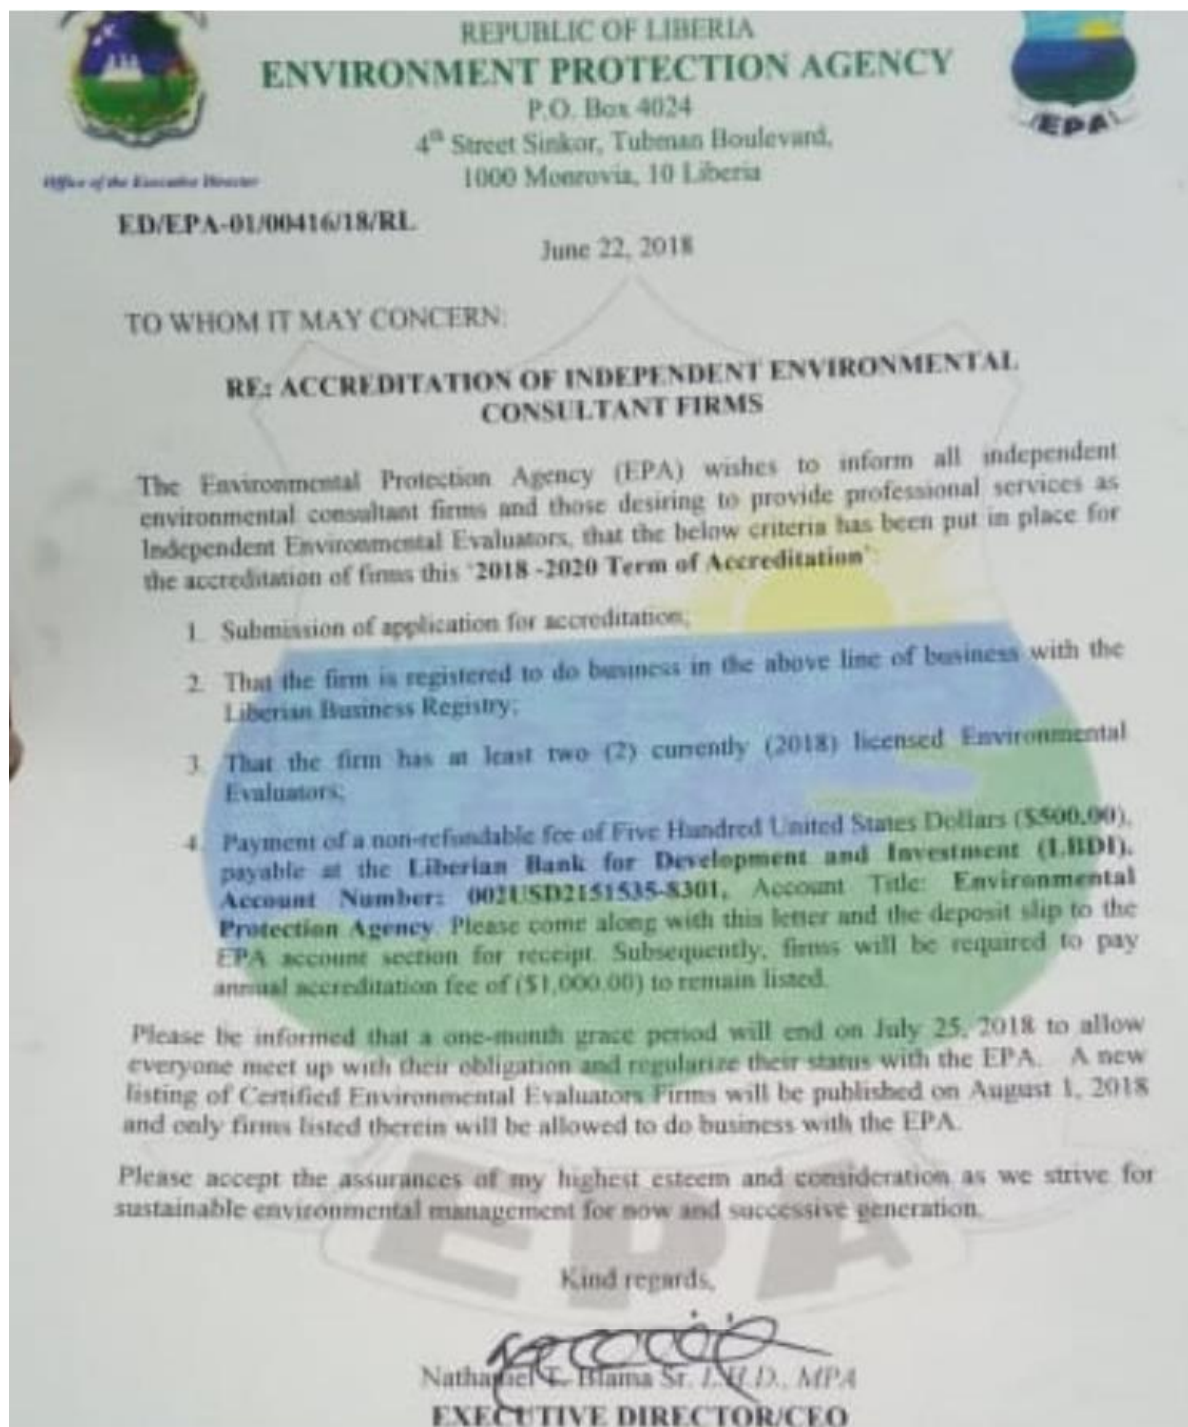 REPUBLIC OF LIBERIA
ENVIRONMENT PROTECTION AGENCY
P.O. Box 4024
4th Street Sinkor, Tubman Boulevard,
1000 Monrovia, 10 Liberia
EPA
Office of the Executive Director
ED/EPA-01/00416/18/RL
June 22, 2018
TO WHOM IT MAY CONCERN:
RE: ACCREDITATION OF INDEPENDENT ENVIRONMENTAL
CONSULTANT FIRMS
The Environmental Protection Agency (EPA) wishes to inform all independent
environmental consultant firms and those desiring to provide professional services as
Independent Environmental Evaluators, that the below criteria has been put in place for
the accreditation of firms this '2018 -2020 Term of Accreditation':
1. Submission of application for accreditation;
2. That the firm is registered to do business in the above line of business with the
Liberian Business Registry;
3. That the firm has at least two (2) currently (2018) licensed Environmental
Evaluators;
4. Payment of a non-refundable fee of Five Hundred United States Dollars ($500.00),
payable at the Liberian Bank for Development and Investment (LBDI),
Account Number: 002USD2151535-8301, Account Title: Environmental
Protection Agency. Please come along with this letter and the deposit slip to the
EPA account section for receipt. Subsequently, firms will be required to pay
annual accreditation fee of ($1,000.00) to remain listed.
Please be informed that a one-month grace period will end on July 25, 2018 to allow
everyone meet up with their obligation and regularize their status with the EPA. A new
listing of Certified Environmental Evaluators Firms will be published on August 1, 2018
and only firms listed therein will be allowed to do business with the EPA.
Please accept the assurances of my highest esteem and consideration as we strive for
sustainable environmental management for now and successive generation.
EPA
Kind regards,
Nathaniel T. Blama Sr. L.H.D., MPA
EXECUTIVE DIRECTOR/CEO